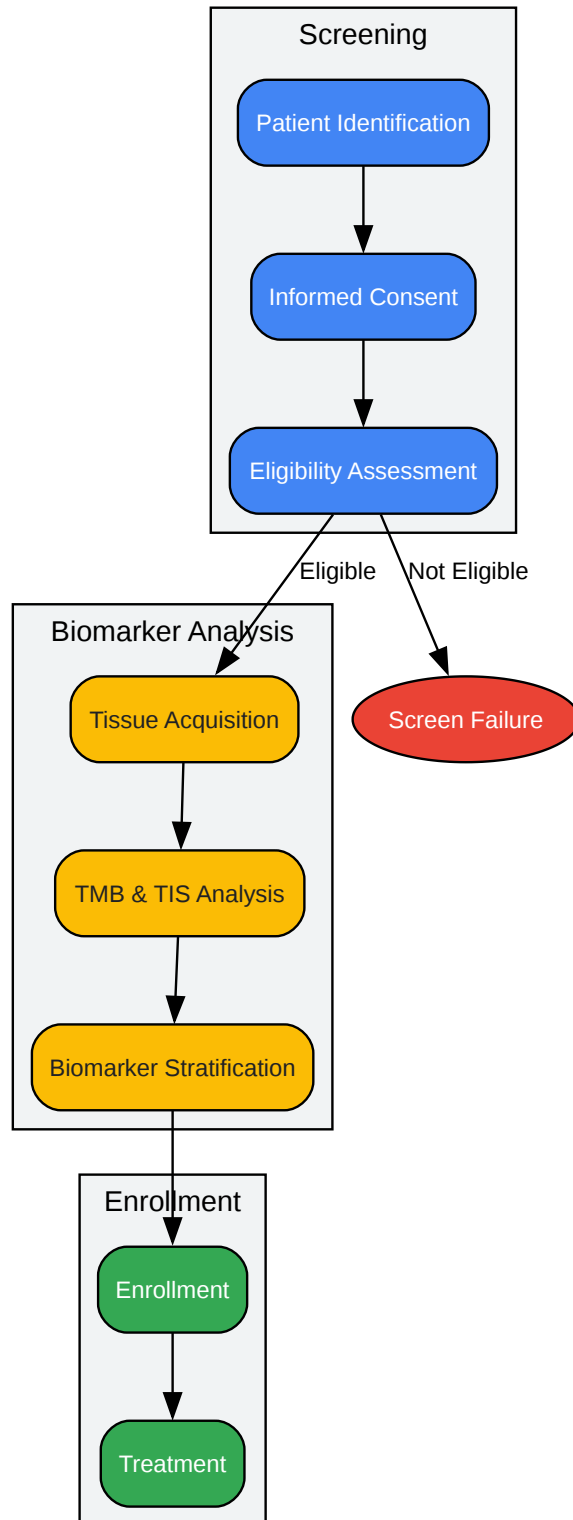 Screening
Patient Identification
Informed Consent
Eligibility Assessment
Eligible
Not Eligible
Biomarker Analysis
Tissue Acquisition
Screen Failure
TMB & TIS Analysis
Biomarker Stratification
Enrollment
Enrollment
Treatment